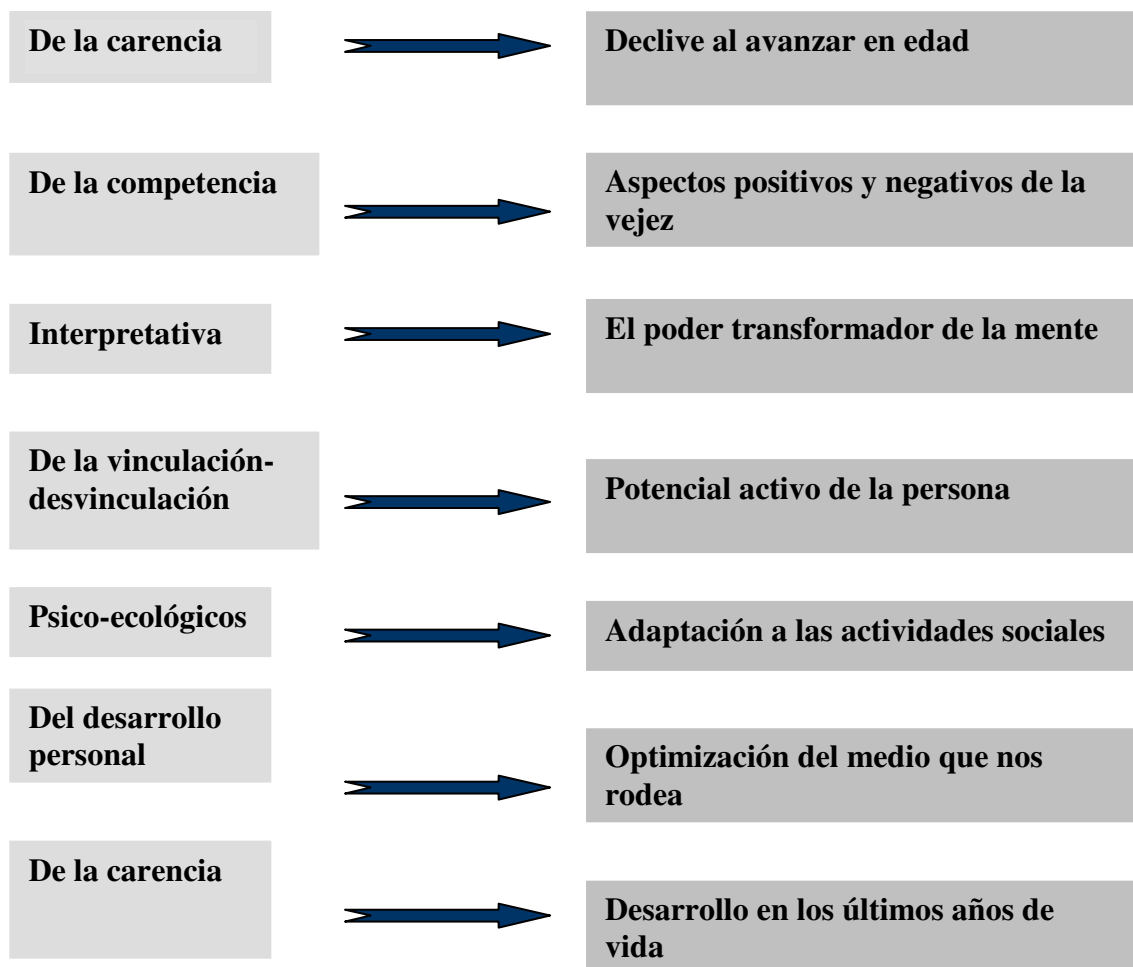 De la carencia
Declive al avanzar en edad
De la competencia
Aspectos positivos y negativos de la
vejez
Interpretativa
El poder transformador de la mente
De la vinculación-
desvinculación
Potencial activo de la persona
Psico-ecológicos
Adaptación a las actividades sociales
Del desarrollo
personal
Optimización del medio que nos
rodea
De la carencia
Desarrollo en los últimos años de
vida